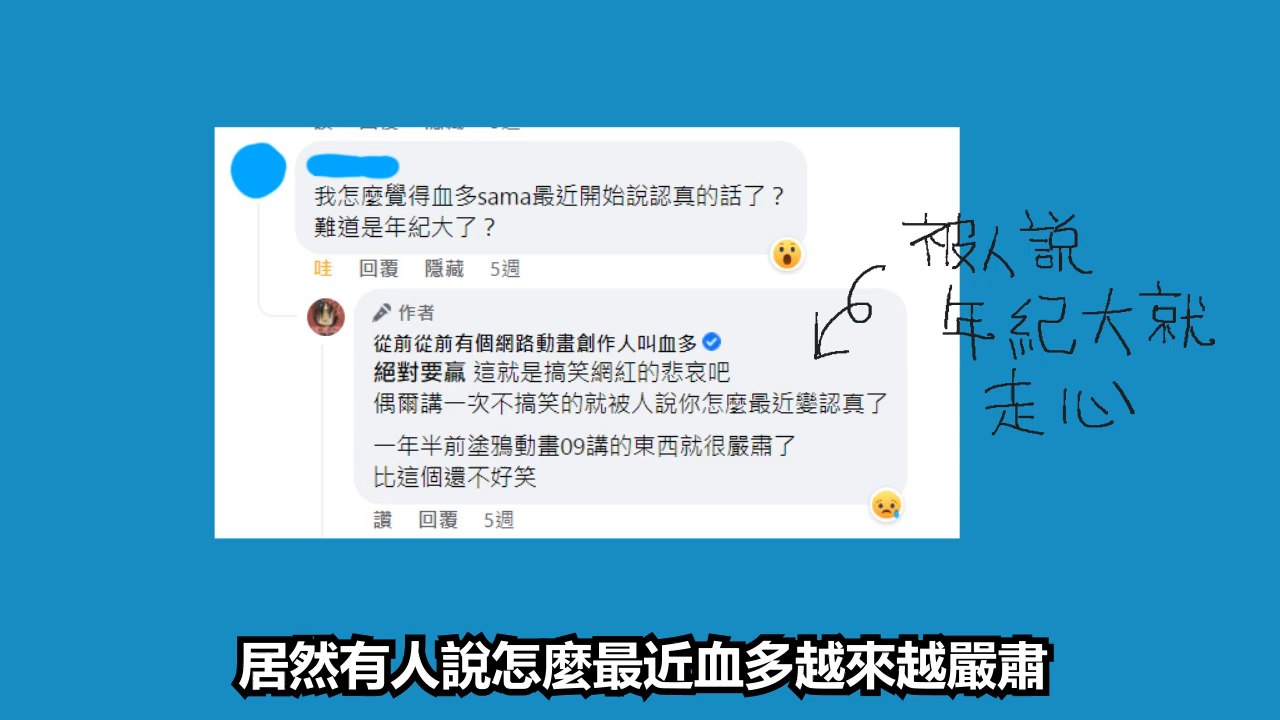 我怎麼覺得血多sama最近開始說認真的話了？
難道是年紀大了？
哇 回覆 隱藏 5週
作者
從前從前有個網路動畫創作人叫血多
絕對要贏 這就是搞笑網紅的悲哀吧
偶爾講一次不搞笑的就被人說你怎麼最近變認真了
一年半前塗鴉動畫09講的東西就很嚴肅了
比這個還不好笑
讚 回覆 5週
被人説
年紀大就
走心
居然有人說怎麼最近血多越來越嚴肅